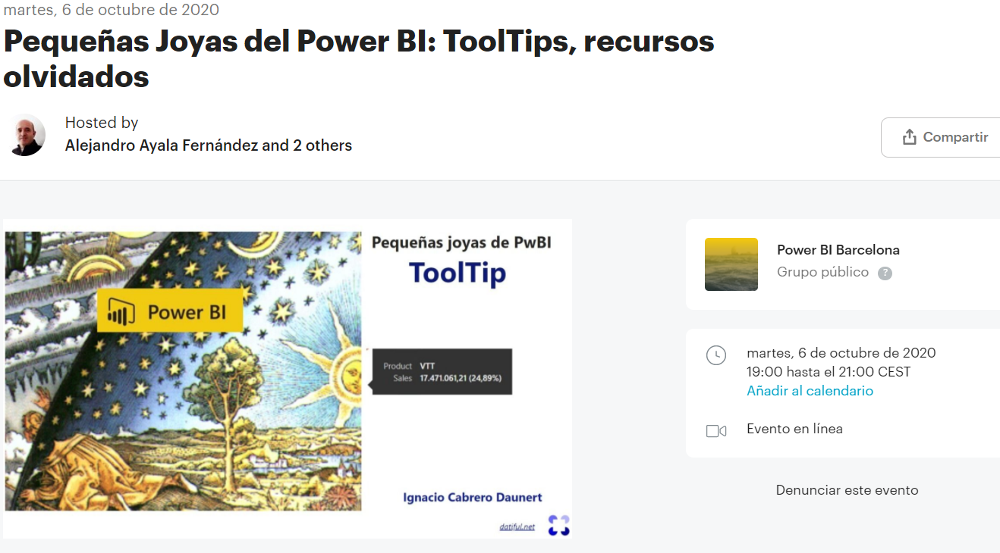 martes, 6 de octubre de 2020
Pequeñas Joyas del Power BI: ToolTips, recursos
olvidados
Hosted by
Alejandro Ayala Fernández and 2 others
Compartir
Pequeñas joyas de PwBI
ToolTip
Power BI
Product VTT
Sales 17.471.061,21 (24,89%)
Ignacio Cabrero Daunert
datiful.net
Power BI Barcelona
Grupo público ?
martes, 6 de octubre de 2020
19:00 hasta el 21:00 CEST
Añadir al calendario
Evento en línea
Denunciar este evento